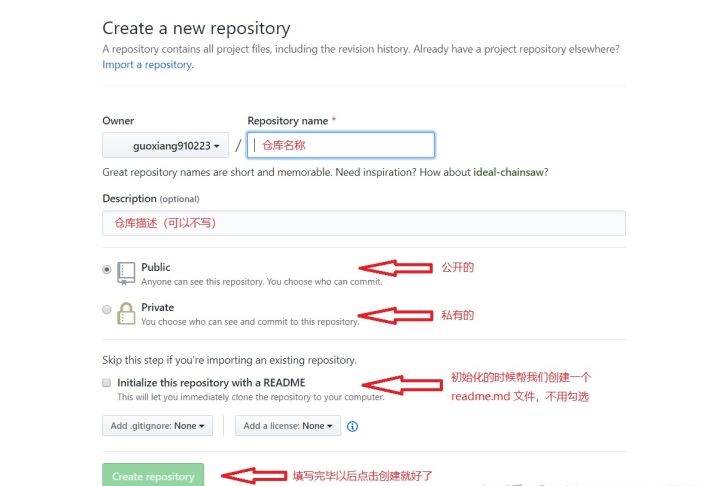 Create a new repository
A repository contains all project files, including the revision history. Already have a project repository elsewhere?
Import a repository.
Owner
Repository name *
guoxiang910223
/
仓库名称
Great repository names are short and memorable. Need inspiration? How about ideal-chainsaw?
Description (optional)
仓库描述（可以不写）
Public
公开的
Anyone can see this repository. You choose who can commit.
Private
私有的
You choose who can see and commit to this repository.
Skip this step if you're importing an existing repository.
Initialize this repository with a README
初始化的时候帮我们创建一个
This will let you immediately clone the repository to your computer.
readme.md 文件，不用勾选
Add .gitignore: None
Add a license: None
Create repository
填写完毕以后点击创建就好了